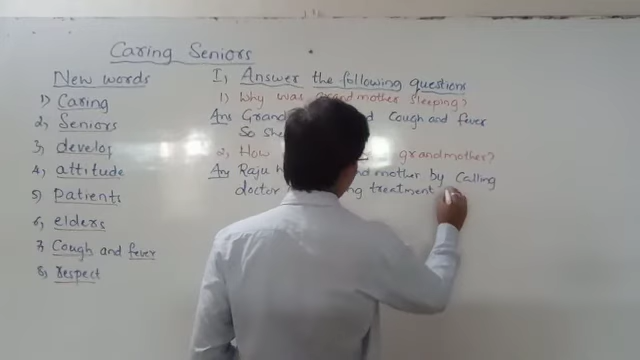 Caring Seniors
New words
1) Caring
2, Seniors
3, develop
4, attitude
5) Patients
6, elders
7, Cough and fever
8, respect
I, Answer the following questions
1) Why was grandmother sleeping?
Ans Grand Cough and fever
So She
2, How grandmother?
Ans Raju mother by Calling
doctor treatment